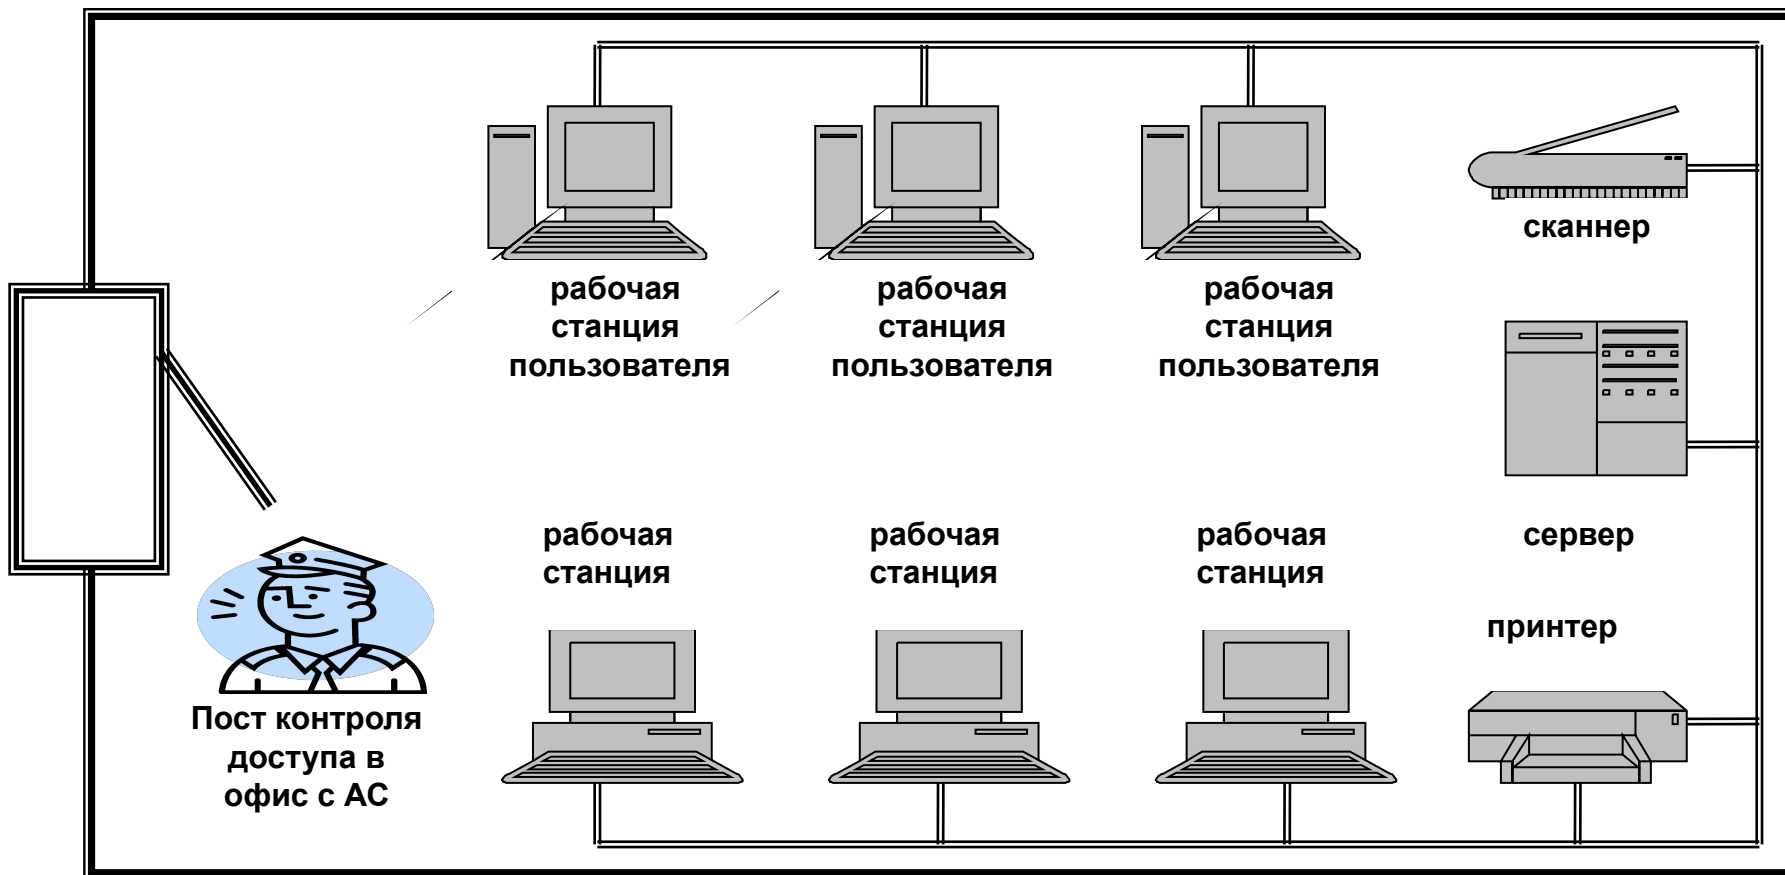 рабочая
станция
пользователя
рабочая
станция
пользователя
рабочая
станция
пользователя
сканнер
рабочая
станция
рабочая
станция
рабочая
станция
сервер
принтер
Пост контроля
доступа в
офис с АС